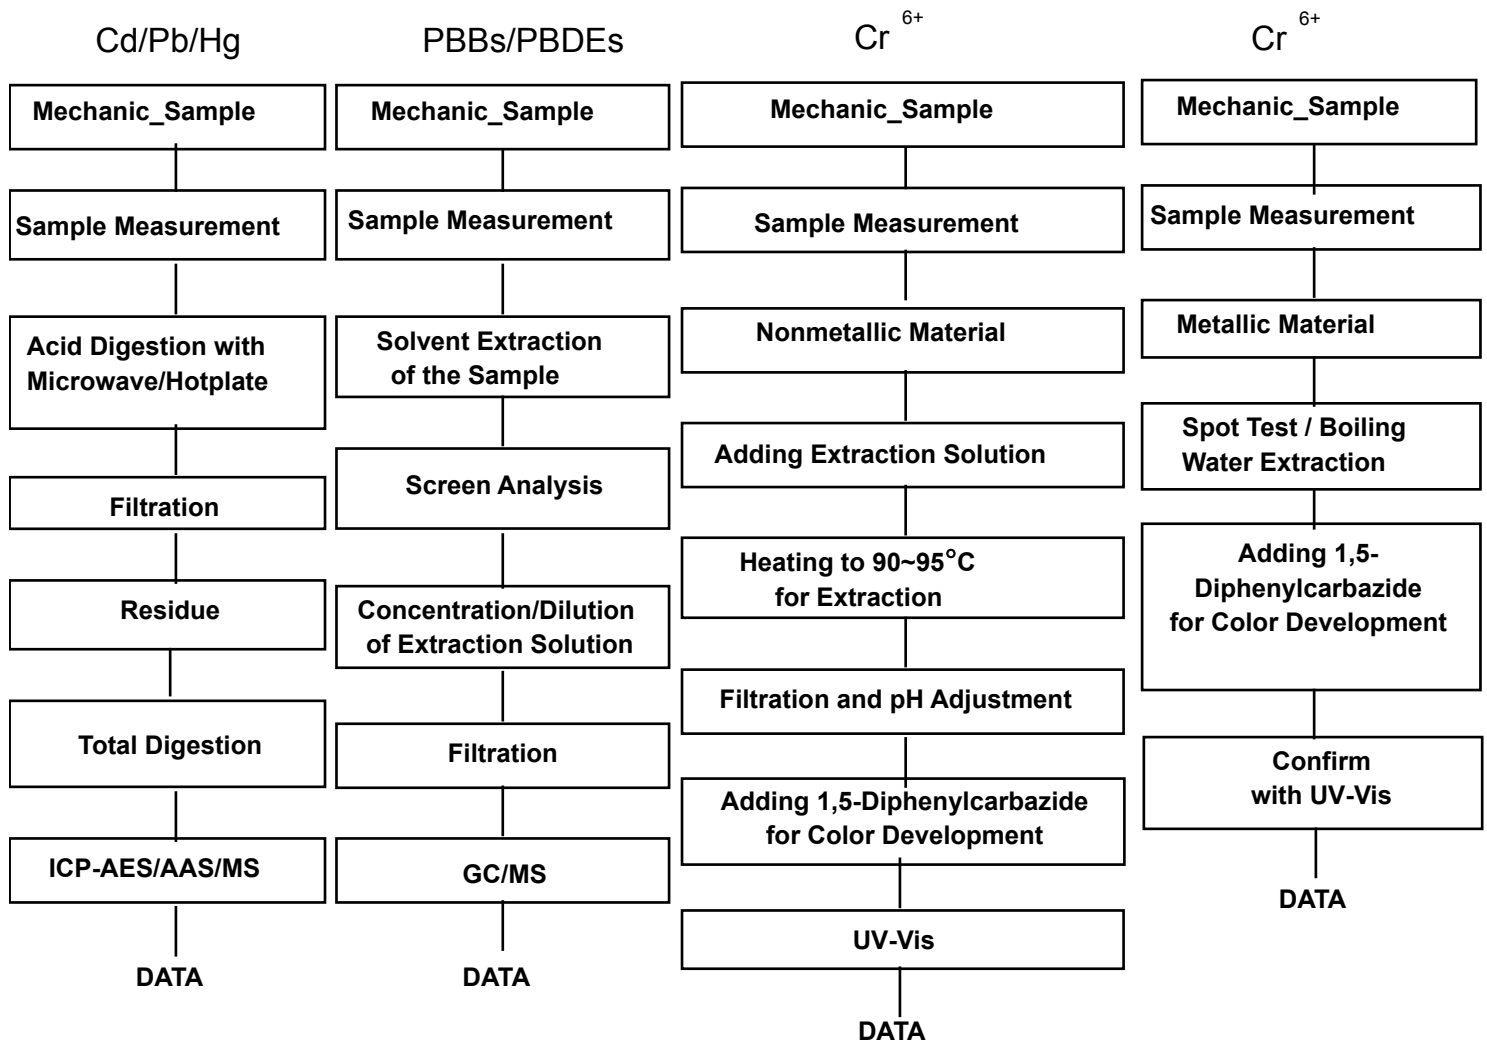 Cd/Pb/Hg
Mechanic_Sample
Sample Measurement
Acid Digestion with
Microwave/Hotplate
Filtration
Residue
Total Digestion
ICP-AES/AAS/MS
DATA
PBBs/PBDEs
Mechanic_Sample
Sample Measurement
Solvent Extraction
of the Sample
Screen Analysis
Concentration/Dilution
of Extraction Solution
Filtration
GC/MS
DATA
Cr 6+
Mechanic_Sample
Sample Measurement
Nonmetallic Material
Adding Extraction Solution
Heating to 90~95°C
for Extraction
Filtration and pH Adjustment
Adding 1,5-Diphenylcarbazide
for Color Development
UV-Vis
DATA
Cr 6+
Mechanic_Sample
Sample Measurement
Metallic Material
Spot Test / Boiling
Water Extraction
Adding 1,5-
Diphenylcarbazide
for Color Development
Confirm
with UV-Vis
DATA